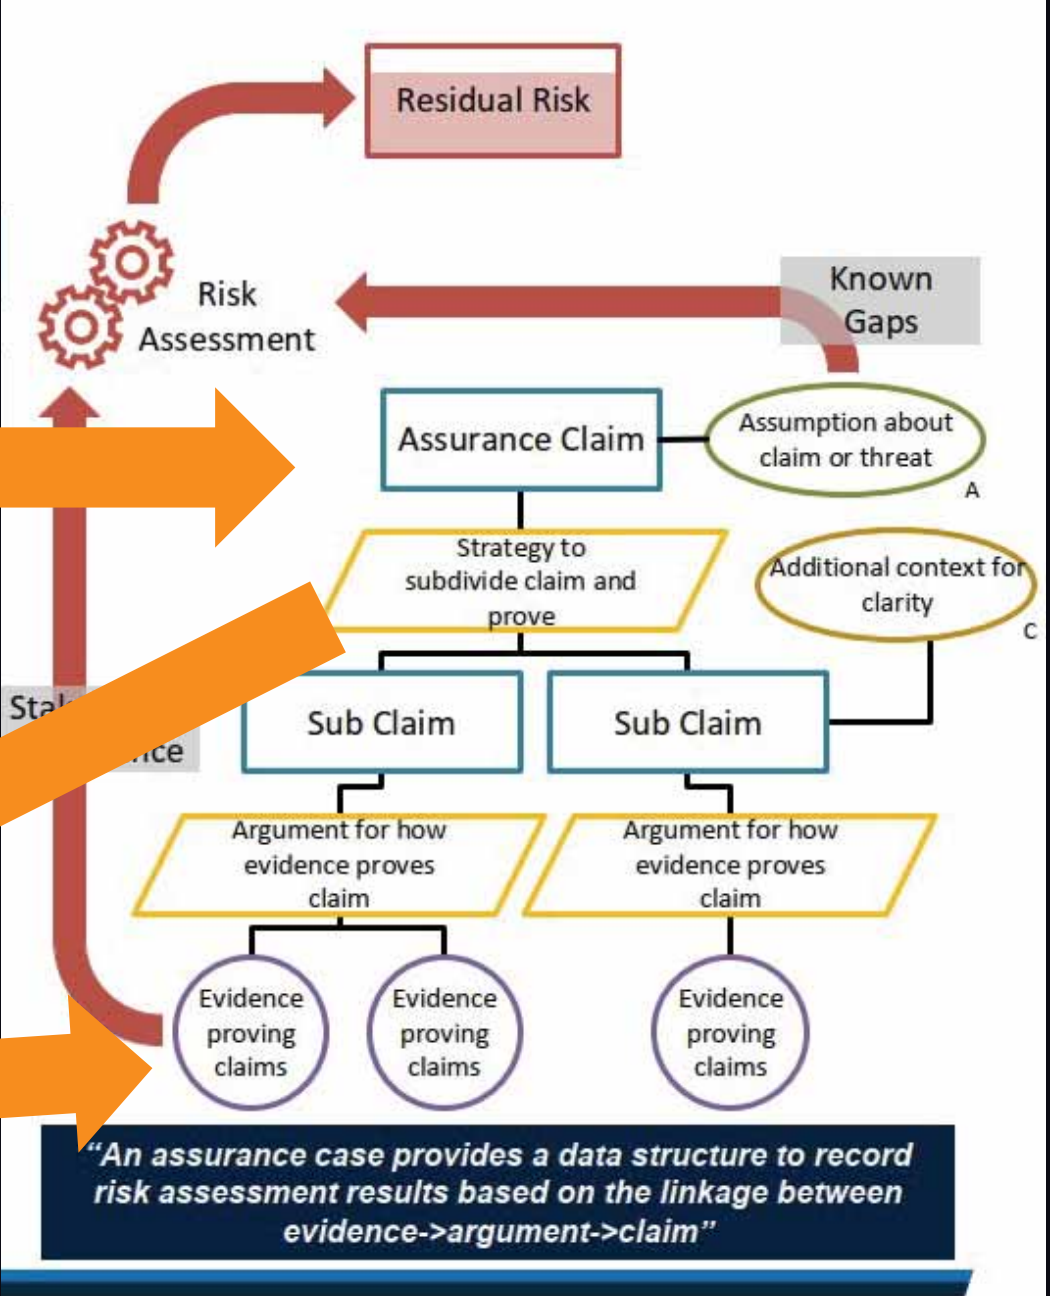 Residual Risk
Risk
Assessment
Known
Gaps
Assurance Claim
Assumption about
claim or threat
A
Strategy to
subdivide claim and
prove
Additional context for
clarity
C
Sub Claim
Sub Claim
Argument for how
evidence proves
claim
Argument for how
evidence proves
claim
Evidence
proving
claims
Evidence
proving
claims
Evidence
proving
claims
“An assurance case provides a data structure to record
risk assessment results based on the linkage between
evidence->argument->claim”